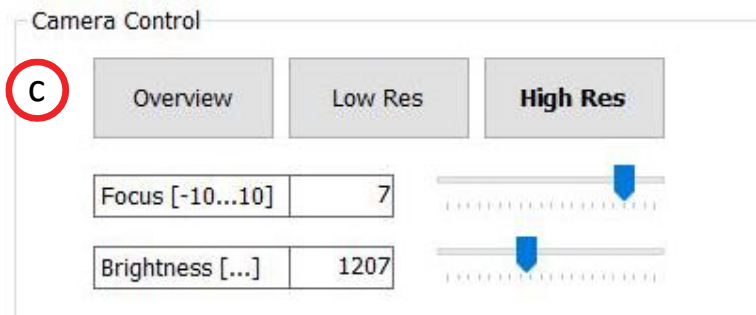 Camera Control
C
Overview Low Res High Res
Focus [-10...10] 7
Brightness [...] 1207